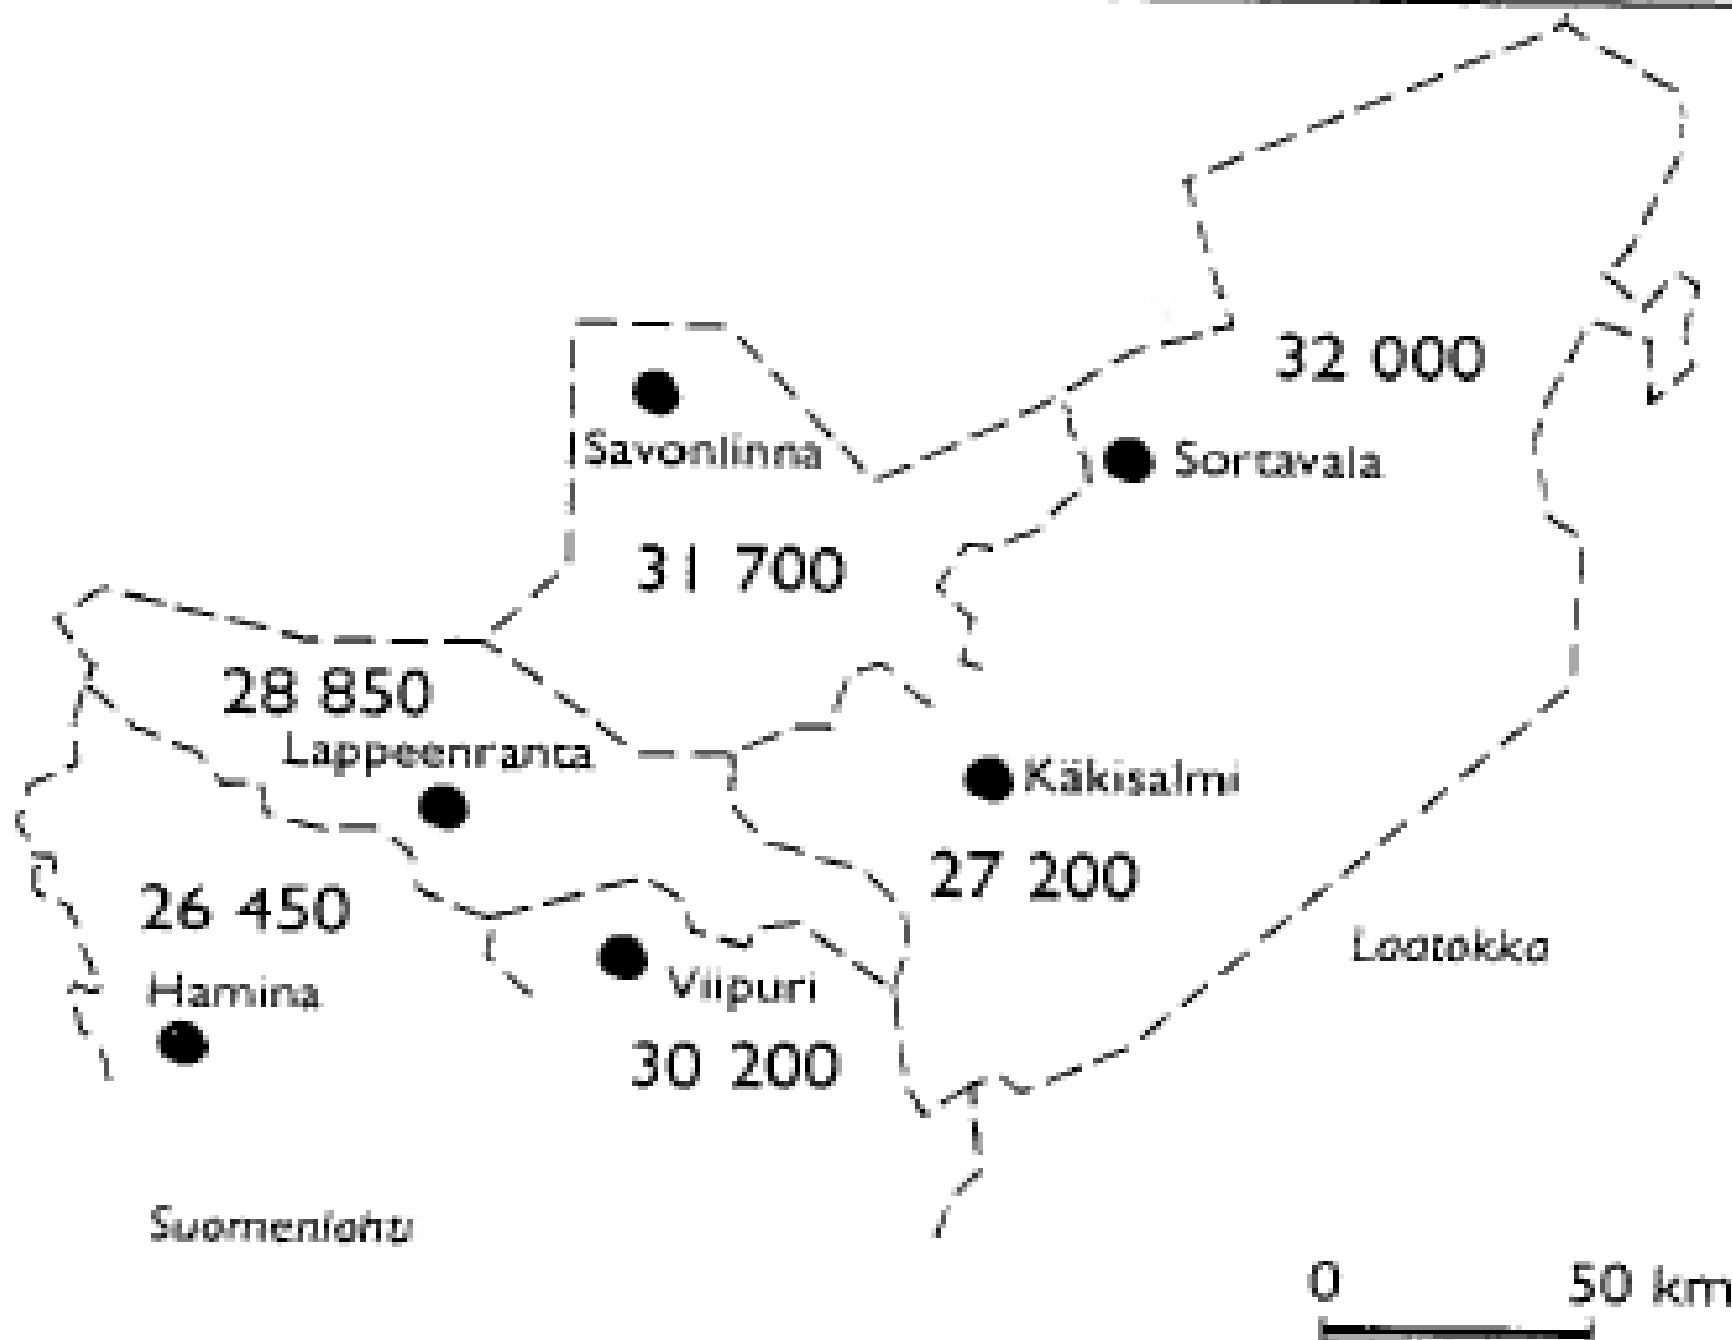 32 000
Savonlinna
Sortavala
31 700
28 850
Lappeenranta
Käkisalmi
27 200
26 450
Laatokka
Hamina
Viipuri
30 200
Suomenlahti
0 50 km